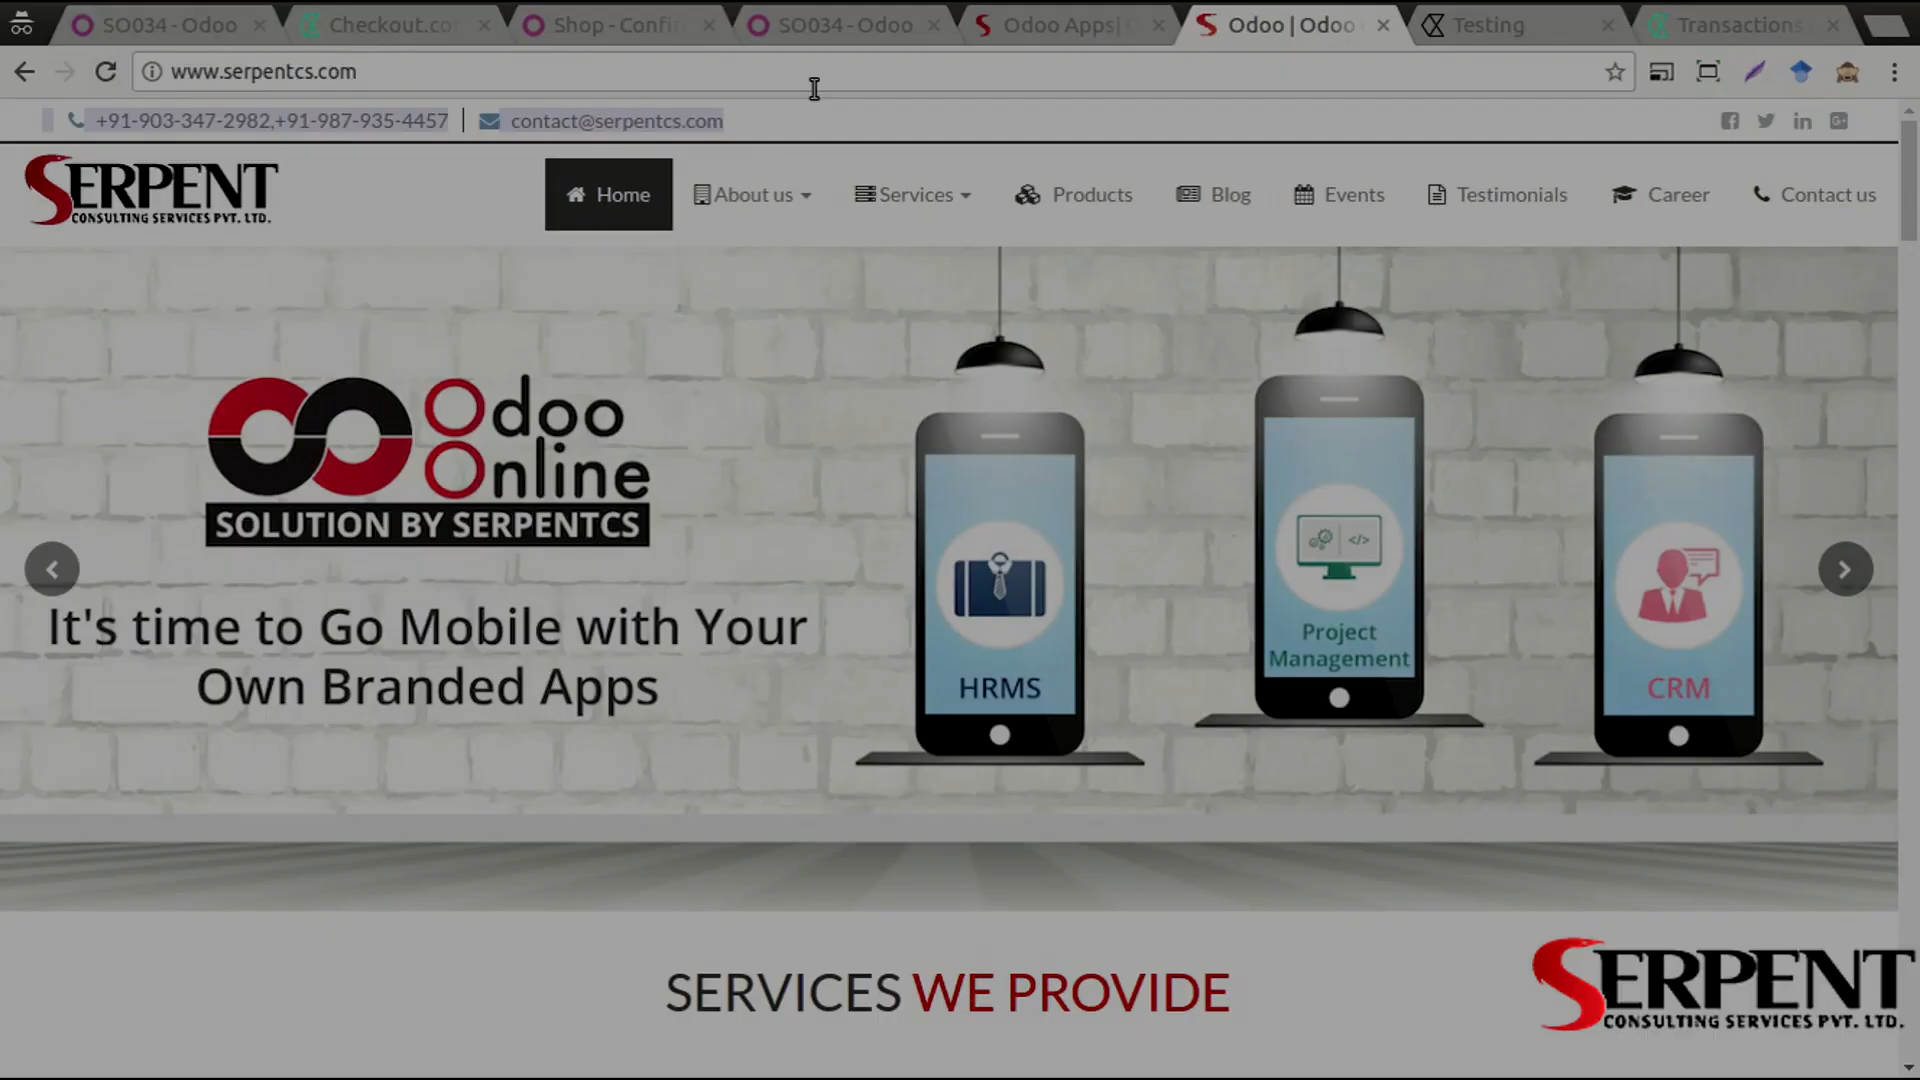 SO034 - Odoo
Checkout.co
Shop - Confi
SO034 - Odoo
Odoo Apps|
Odoo | Odoo
Testing
Transactions
www.serpentcs.com
+91-903-347-2982,+91-987-935-4457
contact@serpentcs.com
SERPENT
CONSULTING SERVICES PVT. LTD.
Home
About us
Services
Products
Blog
Events
Testimonials
Career
Contact us
Odoo
Online
SOLUTION BY SERPENTCS
It's time to Go Mobile with Your
Own Branded Apps
HRMS
Project
Management
CRM
SERVICES WE PROVIDE
SERPENT
CONSULTING SERVICES PVT. LTD.